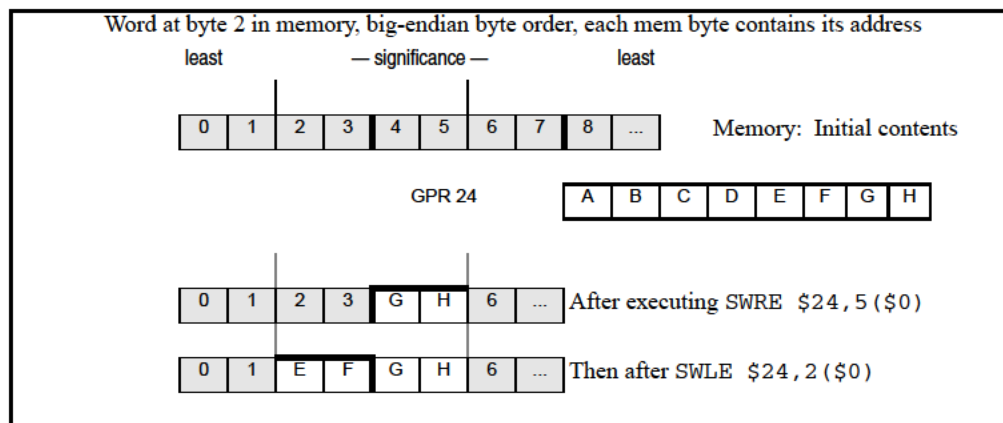 Word at byte 2 in memory, big-endian byte order, each mem byte contains its address
least — significance — least
0 1 2 3 4 5 6 7 8 ... Memory: Initial contents
GPR 24 A B C D E F G H
0 1 2 3 G H 6 ... After executing SWRE $24,5($0)
0 1 E F G H 6 ... Then after SWLE $24,2($0)